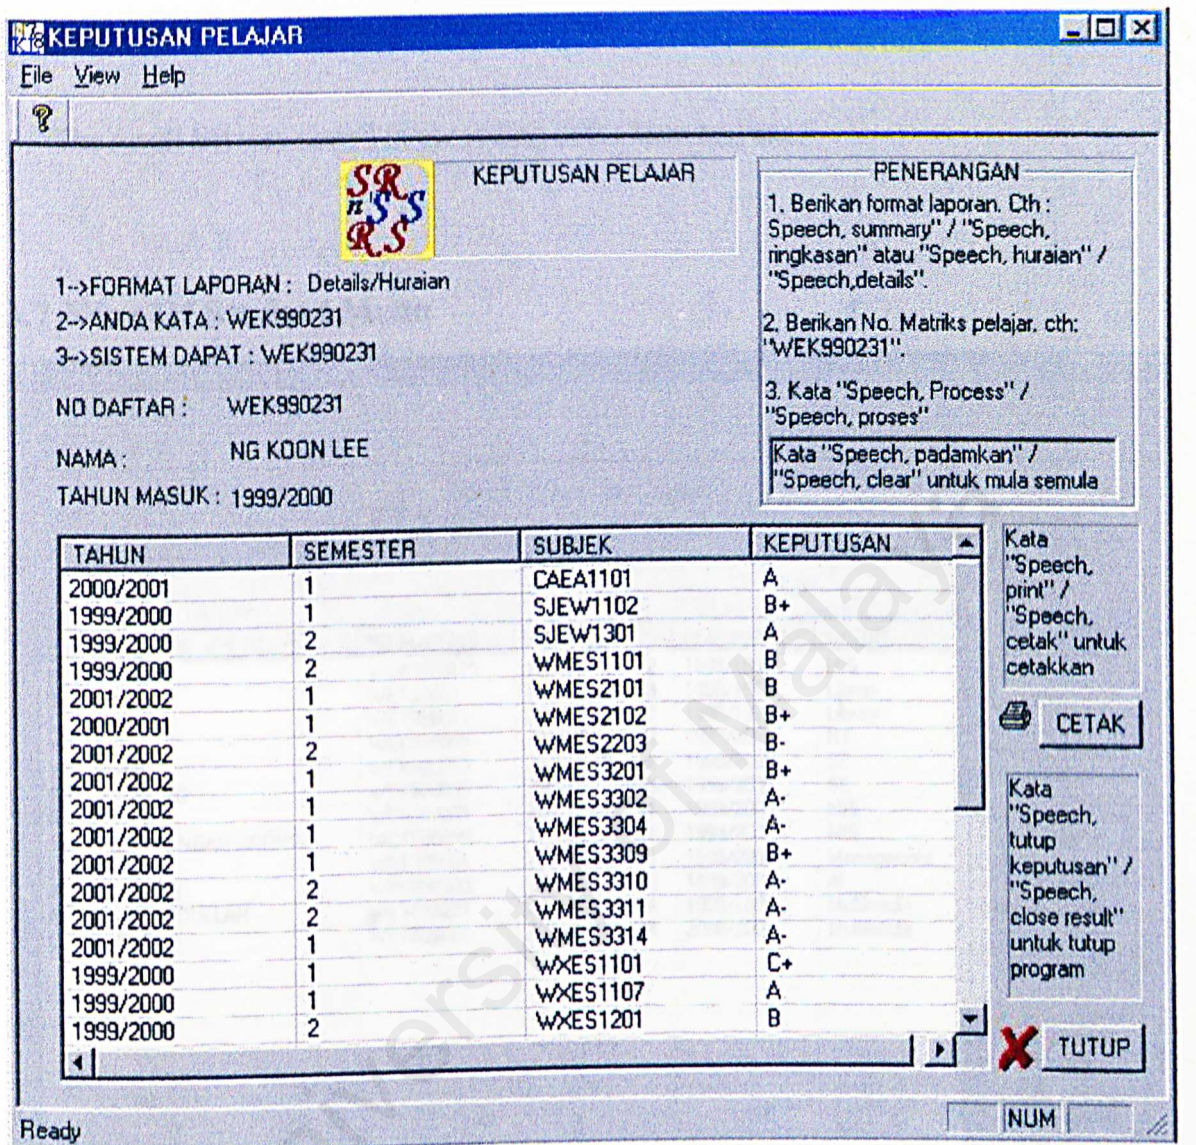 KEPUTUSAN PELAJAR
File View Help
SR
n'SS
RS
KEPUTUSAN PELAJAR
PENERANGAN
1. Berikan format laporan. Cth :
Speech, summary" / "Speech,
ringkasan" atau "Speech, huraian" /
"Speech,details".
2. Berikan No. Matriks pelajar. cth:
"WEK990231".
3. Kata "Speech, Process" /
"Speech, proses"
Kata "Speech, padamkan" /
"Speech, clear" untuk mula semula
1-->FORMAT LAPORAN : Details/Huraian
2-->ANDA KATA : WEK990231
3-->SISTEM DAPAT : WEK990231
NO DAFTAR : WEK990231
NAMA : NG KOON LEE
TAHUN MASUK : 1999/2000
TAHUN SEMESTER SUBJEK KEPUTUSAN
2000/2001 1 CAEA1101 A
1999/2000 1 SJEW1102 B+
1999/2000 2 SJEW1301 A
1999/2000 2 WMES1101 B
2001/2002 1 WMES2101 B
2000/2001 1 WMES2102 B+
2001/2002 2 WMES2203 B-
2001/2002 1 WMES3201 B+
2001/2002 1 WMES3302 A-
2001/2002 1 WMES3304 A-
2001/2002 1 WMES3309 B+
2001/2002 2 WMES3310 A-
2001/2002 2 WMES3311 A-
2001/2002 1 WMES3314 A-
1999/2000 1 WXES1101 C+
1999/2000 1 WXES1107 A
1999/2000 2 WXES1201 B
Kata
"Speech,
print" /
"Speech,
cetak" untuk
cetakkan
CETAK
Kata
"Speech,
tutup
keputusan" /
"Speech,
close result"
untuk tutup
program
TUTUP
Ready
NUM
of Malaya